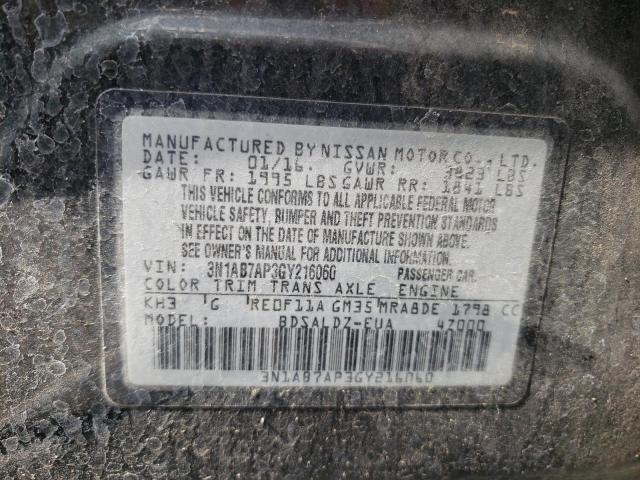 MANUFACTURED BY NISSAN MOTOR CO., LTD.
DATE: 01/16. GVWR: 3823 LBS
GAWR FR: 1995 LBS GAWR RR: 1841 LBS
THIS VEHICLE CONFORMS TO ALL APPLICABLE FEDERAL MOTOR
VEHICLE SAFETY, BUMPER AND THEFT PREVENTION STANDARDS
IN EFFECT ON THE DATE OF MANUFACTURE SHOWN ABOVE.
SEE OWNER'S MANUAL FOR ADDITIONAL INFORMATION.
VIN: 3N1AB7AP3GY216060 PASSENGER CAR.
COLOR TRIM TRANS AXLE ENGINE
KH3 G RE0F11A GM35 MRA8DE 1798 CC
MODEL BDSALDZ-EUA 4Z000
3N1AB7AP3GY216060